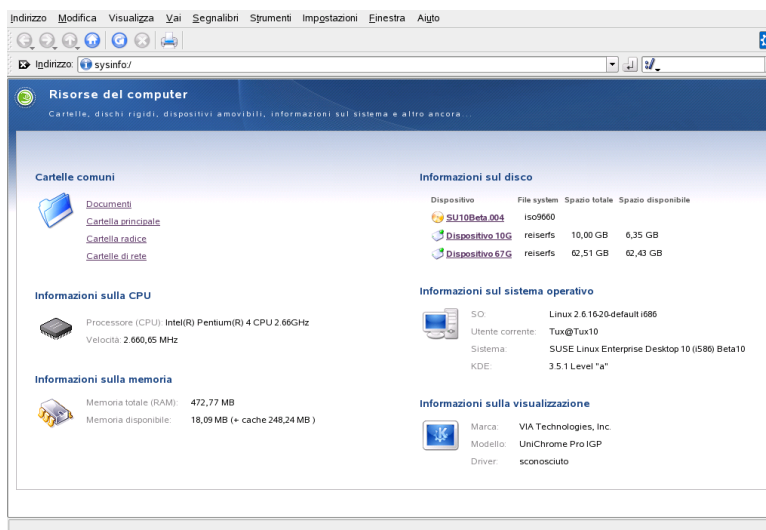 Indirizzo Modifica Visualizza Vai Segnalibri Strumenti Impostazioni Finestra Aiuto
Indirizzo: sysinfo:/
Risorse del computer
Cartelle, dischi rigidi, dispositivi amovibili, informazioni sul sistema e altro ancora...
Cartelle comuni
Documenti
Cartella principale
Cartella radice
Cartelle di rete
Informazioni sulla CPU
Processore (CPU): Intel(R) Pentium(R) 4 CPU 2.66GHz
Velocità: 2.660,65 MHz
Informazioni sulla memoria
Memoria totale (RAM): 472,77 MB
Memoria disponibile: 18,09 MB (+ cache 248,24 MB )
Informazioni sul disco
Dispositivo File system Spazio totale Spazio disponibile
SU10Beta.004 iso9660
Dispositivo 10G reiserfs 10,00 GB 6,35 GB
Dispositivo 67G reiserfs 62,51 GB 62,43 GB
Informazioni sul sistema operativo
SO: Linux 2.6.16-20-default i686
Utente corrente: Tux@Tux10
Sistema: SUSE Linux Enterprise Desktop 10 (i586) Beta10
KDE: 3.5.1 Level "a"
Informazioni sulla visualizzazione
Marca: VIA Technologies, Inc.
Modello: UniChrome Pro IGP
Driver: sconosciuto